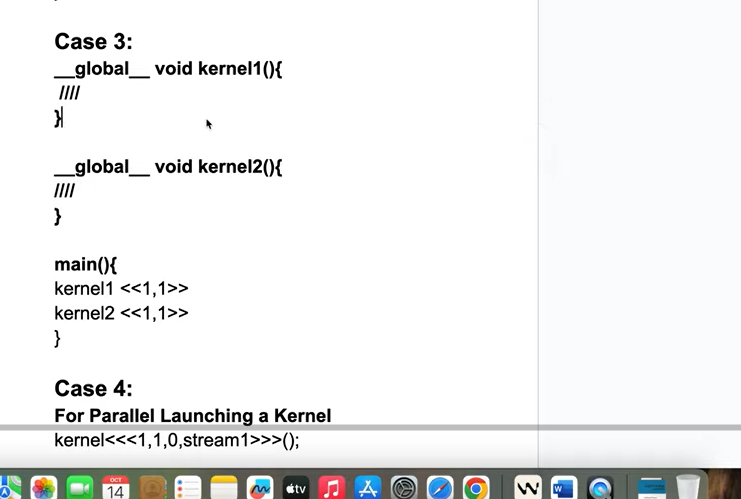 Case 3:
__global__ void kernel1(){
////
}
__global__ void kernel2(){
////
}
main(){
kernel1 <<1,1>>
kernel2 <<1,1>>
}
Case 4:
For Parallel Launching a Kernel
kernel<<<1,1,0,stream1>>>();
OCT
14
tv
W